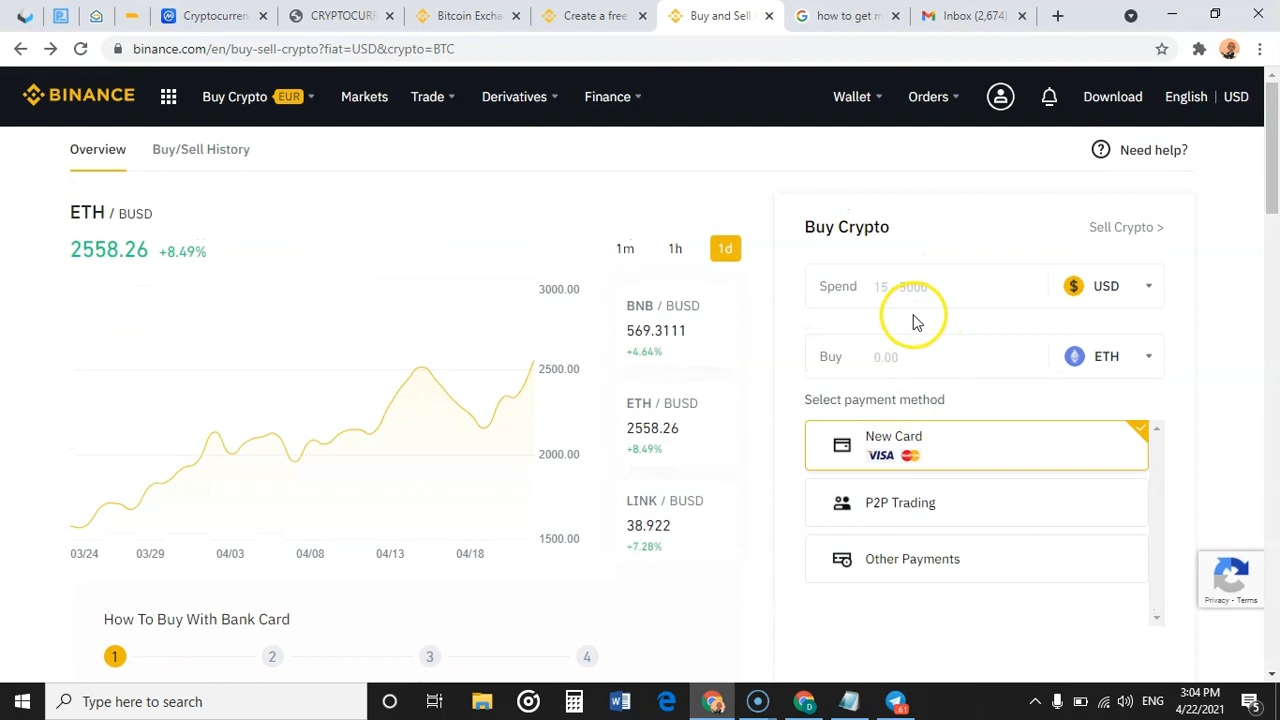 Cryptocurren
CRYPTOCURR
Bitcoin Excha
Create a free
Buy and Sell
how to get m
Inbox (2,674)
binance.com/en/buy-sell-crypto?fiat=USD&crypto=BTC
BINANCE
Buy Crypto EUR
Markets
Trade
Derivatives
Finance
Wallet
Orders
Download
English | USD
Overview
Buy/Sell History
Need help?
ETH / BUSD
2558.26 +8.49%
1m 1h 1d
3000.00
2500.00
2000.00
1500.00
03/24 03/29 04/03 04/08 04/13 04/18
BNB / BUSD
569.3111
+4.64%
ETH / BUSD
2558.26
+8.49%
LINK / BUSD
38.922
+7.28%
How To Buy With Bank Card
1 2 3 4
Buy Crypto
Sell Crypto >
Spend 15 - 5000 USD
Buy 0.00 ETH
Select payment method
New Card
VISA
P2P Trading
Other Payments
Privacy - Terms
Type here to search
61
ENG
3:04 PM
4/22/2021
5